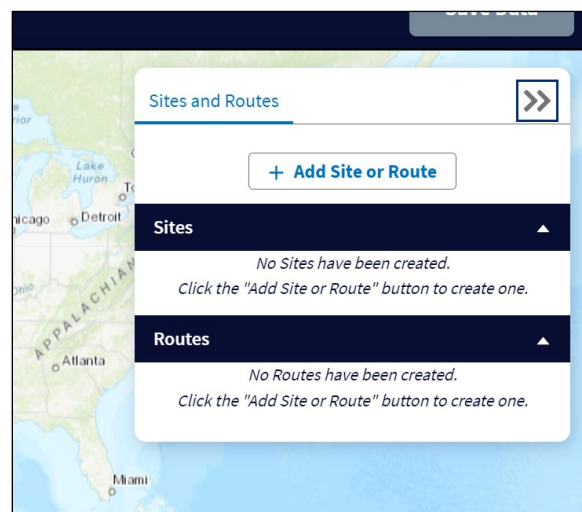 Save Data
Sites and Routes
+ Add Site or Route
Sites
No Sites have been created.
Click the "Add Site or Route" button to create one.
Routes
No Routes have been created.
Click the "Add Site or Route" button to create one.
Lake
Huron
Detroit
APPALACHIAN
Atlanta
Miami